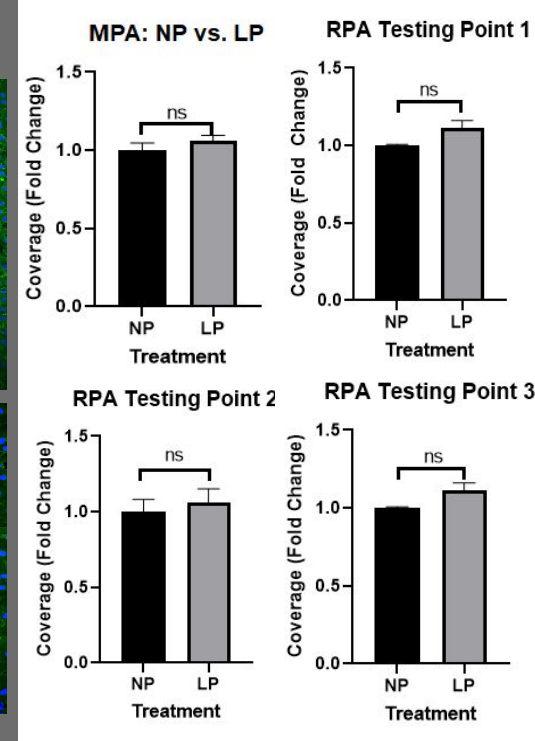 MPA: NP vs. LP
Coverage (Fold Change)
1.5
1.0
0.5
0.0
ns
NP LP
Treatment
RPA Testing Point 1
Coverage (Fold Change)
1.5
1.0
0.5
0.0
ns
NP LP
Treatment
RPA Testing Point 2
Coverage (Fold Change)
1.5
1.0
0.5
0.0
ns
NP LP
Treatment
RPA Testing Point 3
Coverage (Fold Change)
1.5
1.0
0.5
0.0
ns
NP LP
Treatment